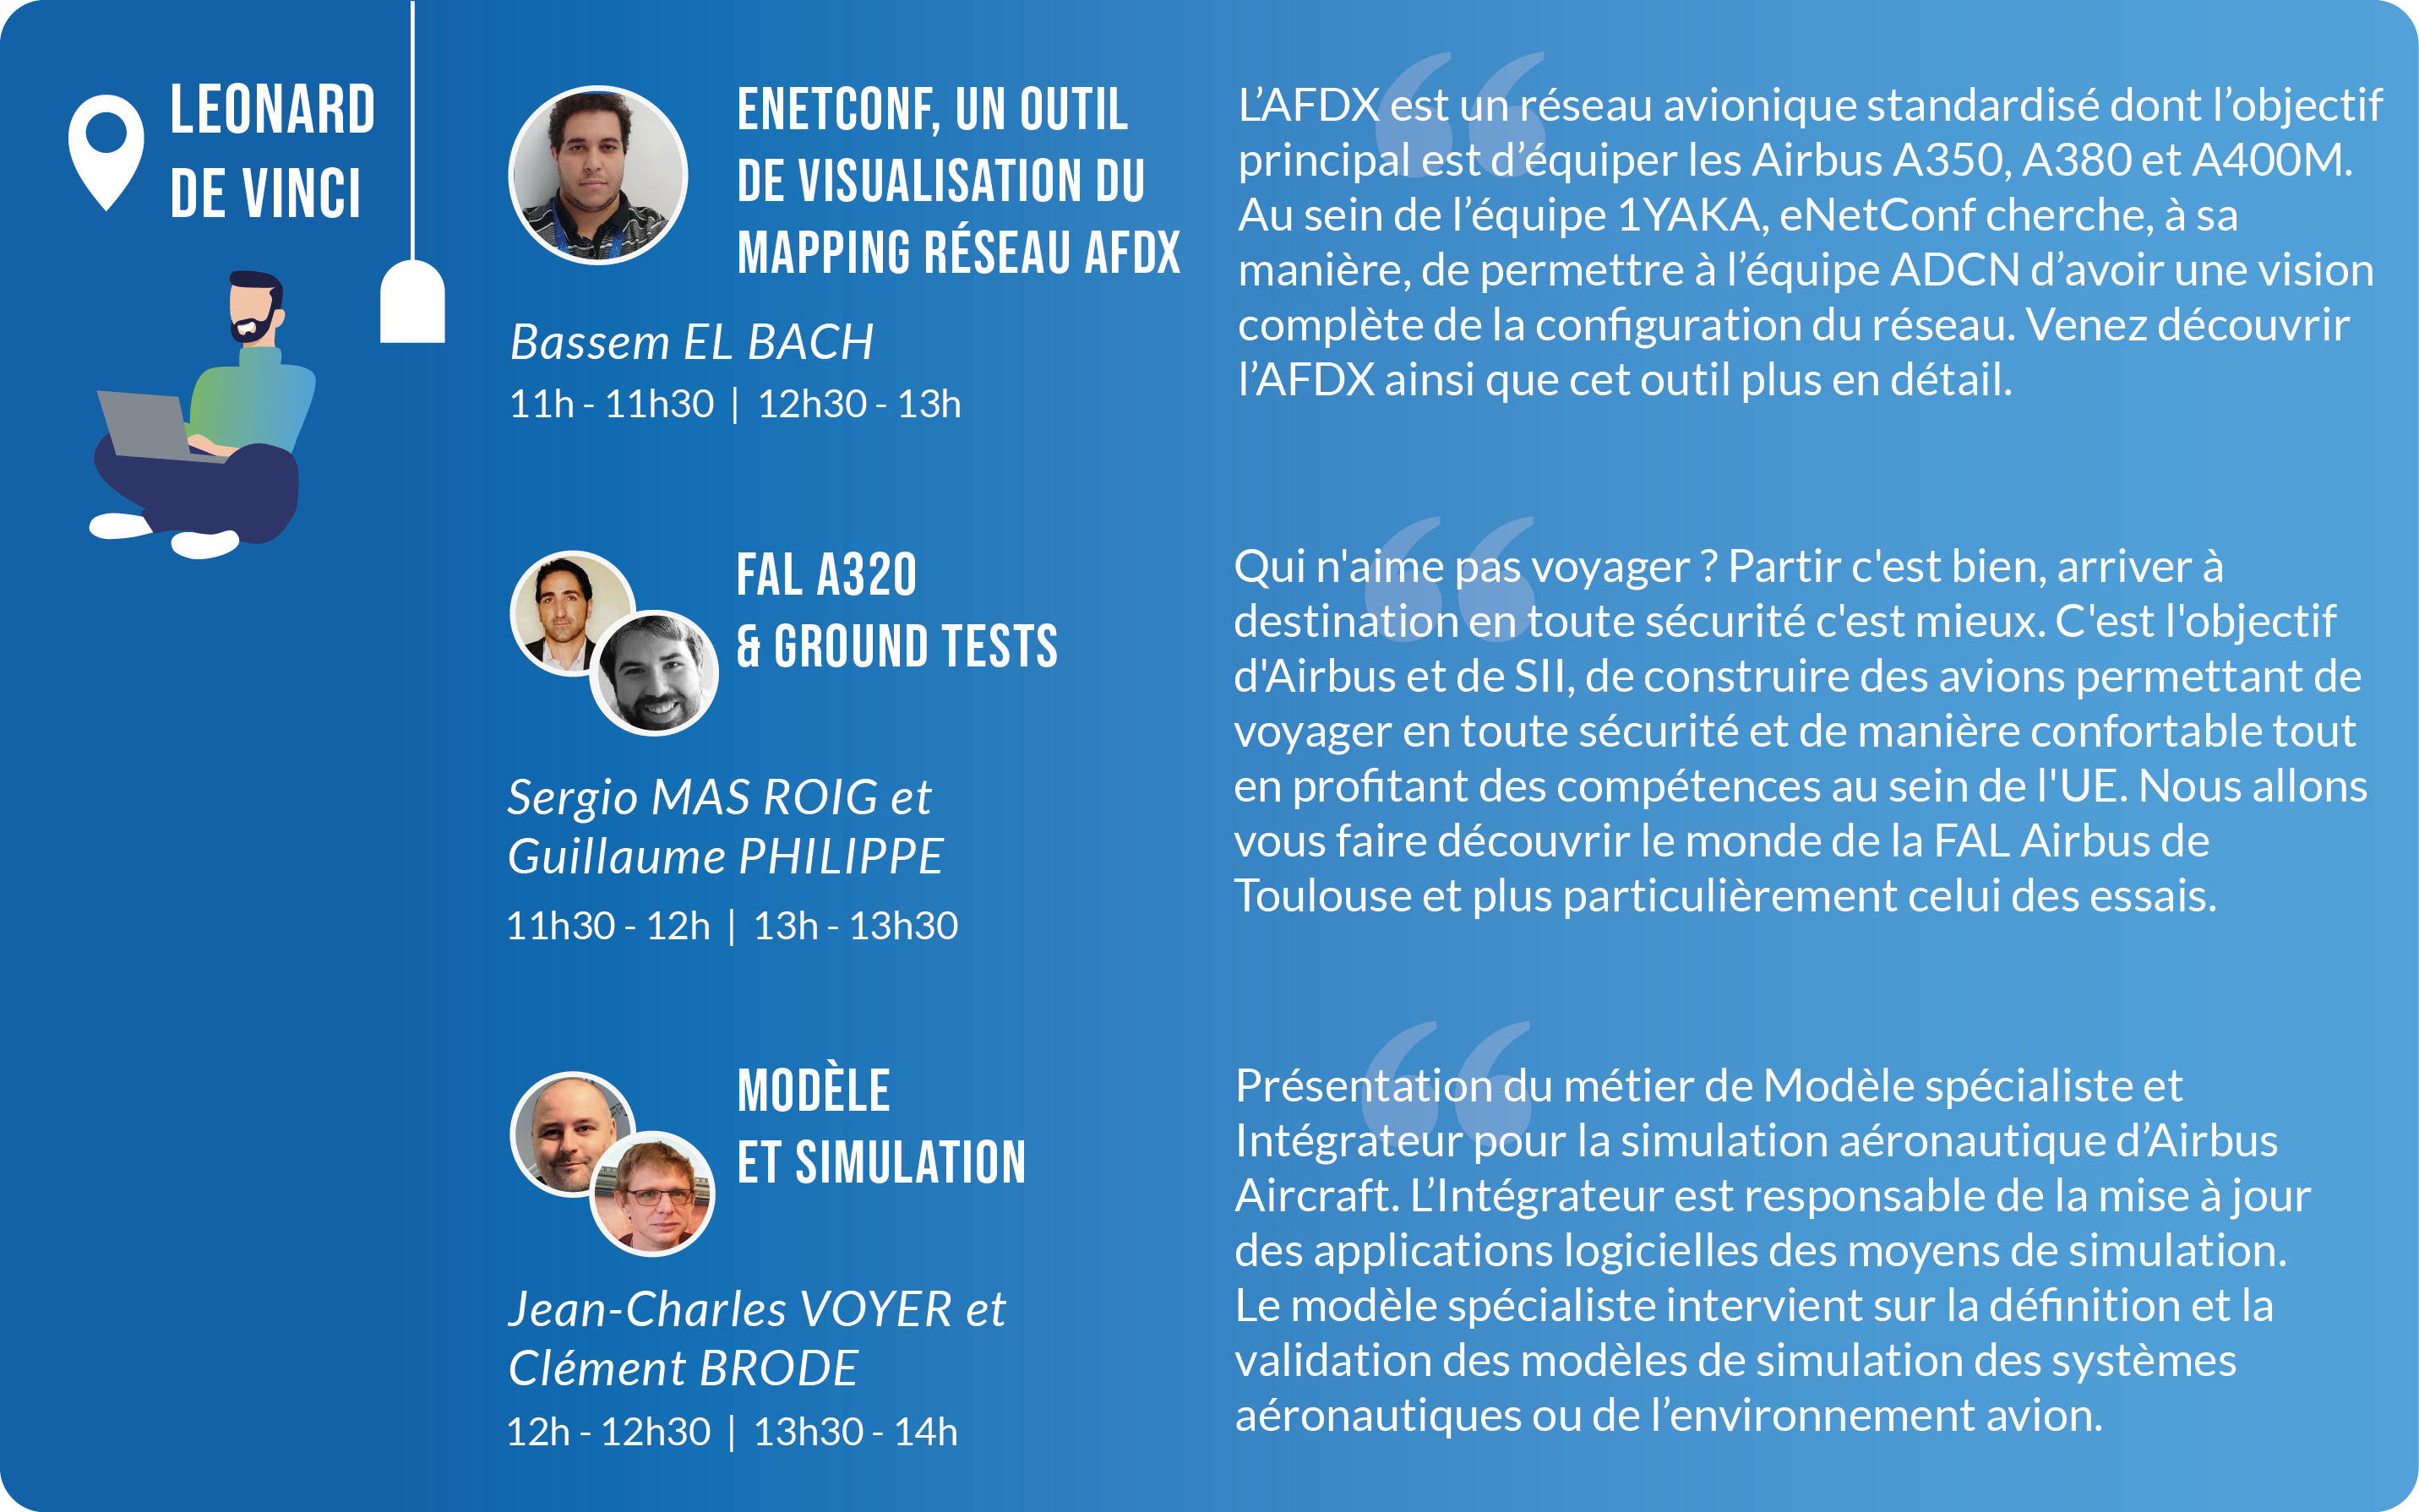 LEONARD
DE VINCI
ENETCONF, UN OUTIL
DE VISUALISATION DU
MAPPING RÉSEAU AFDX
Bassem EL BACH
11h - 11h30 | 12h30 - 13h
L’AFDX est un réseau avionique standardisé dont l’objectif
principal est d’équiper les Airbus A350, A380 et A400M.
Au sein de l’équipe 1YAKA, eNetConf cherche, à sa
manière, de permettre à l’équipe ADCN d’avoir une vision
complète de la configuration du réseau. Venez découvrir
l’AFDX ainsi que cet outil plus en détail.
FAL A320
& GROUND TESTS
Sergio MAS ROIG et
Guillaume PHILIPPE
11h30 - 12h | 13h - 13h30
Qui n'aime pas voyager ? Partir c'est bien, arriver à
destination en toute sécurité c'est mieux. C'est l'objectif
d'Airbus et de SII, de construire des avions permettant de
voyager en toute sécurité et de manière confortable tout
en profitant des compétences au sein de l'UE. Nous allons
vous faire découvrir le monde de la FAL Airbus de
Toulouse et plus particulièrement celui des essais.
MODÈLE
ET SIMULATION
Jean-Charles VOYER et
Clément BRODE
12h - 12h30 | 13h30 - 14h
Présentation du métier de Modèle spécialiste et
Intégrateur pour la simulation aéronautique d’Airbus
Aircraft. L’Intégrateur est responsable de la mise à jour
des applications logicielles des moyens de simulation.
Le modèle spécialiste intervient sur la définition et la
validation des modèles de simulation des systèmes
aéronautiques ou de l’environnement avion.